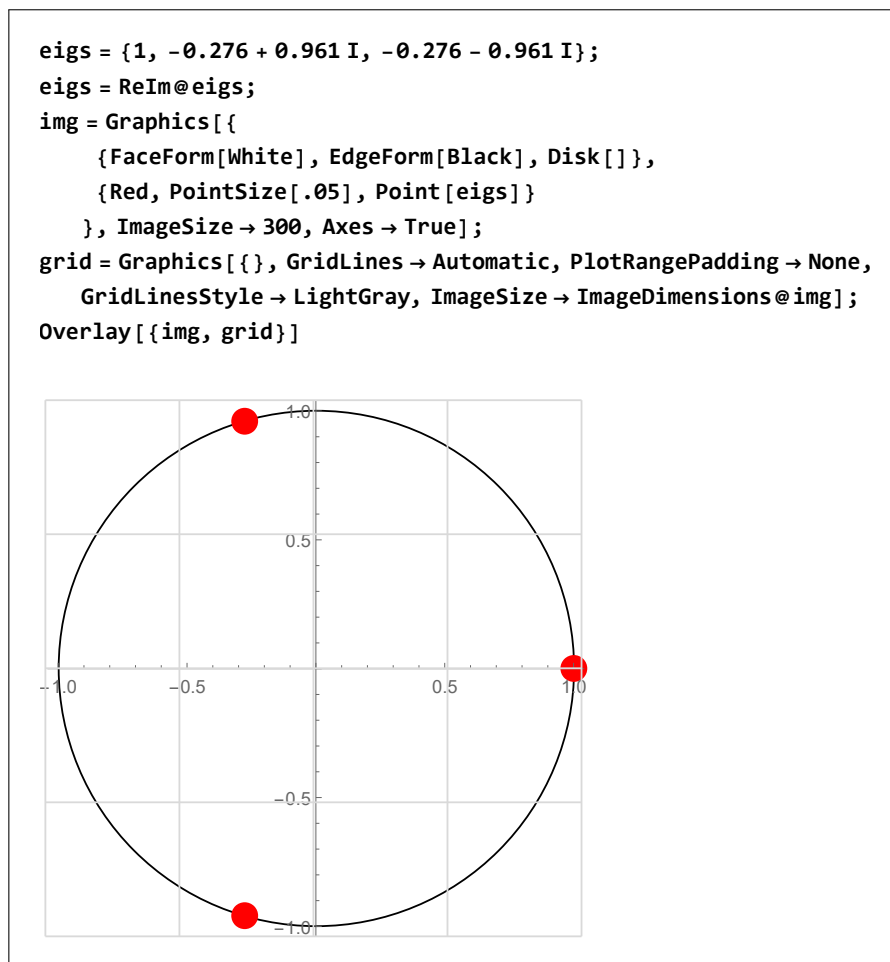 eigs = {1, -0.276 + 0.961 I, -0.276 - 0.961 I};
eigs = ReIm@eigs;
img = Graphics[{
{FaceForm[White], EdgeForm[Black], Disk[]},
{Red, PointSize[.05], Point[eigs]}
}, ImageSize → 300, Axes → True];
grid = Graphics[{}, GridLines → Automatic, PlotRangePadding → None,
GridLinesStyle → LightGray, ImageSize → ImageDimensions@img];
Overlay[{img, grid}]
1.0
0.5
-1.0 -0.5 0.5 1.0
-0.5
-1.0